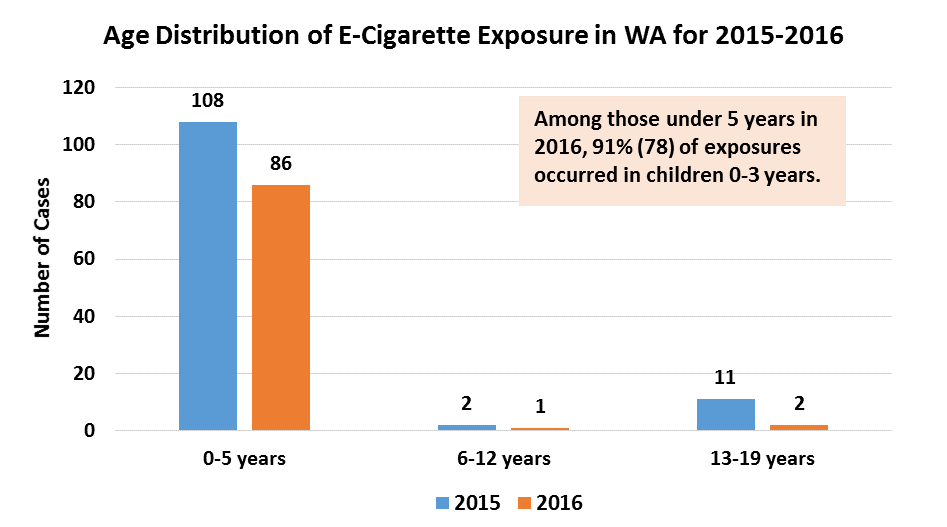 Age Distribution of E-Cigarette Exposure in WA for 2015-2016
Number of Cases
120
100
80
60
40
20
0
108
86
2
1
11
2
Among those under 5 years in
2016, 91% (78) of exposures
occurred in children 0-3 years.
0-5 years
6-12 years
13-19 years
2015
2016